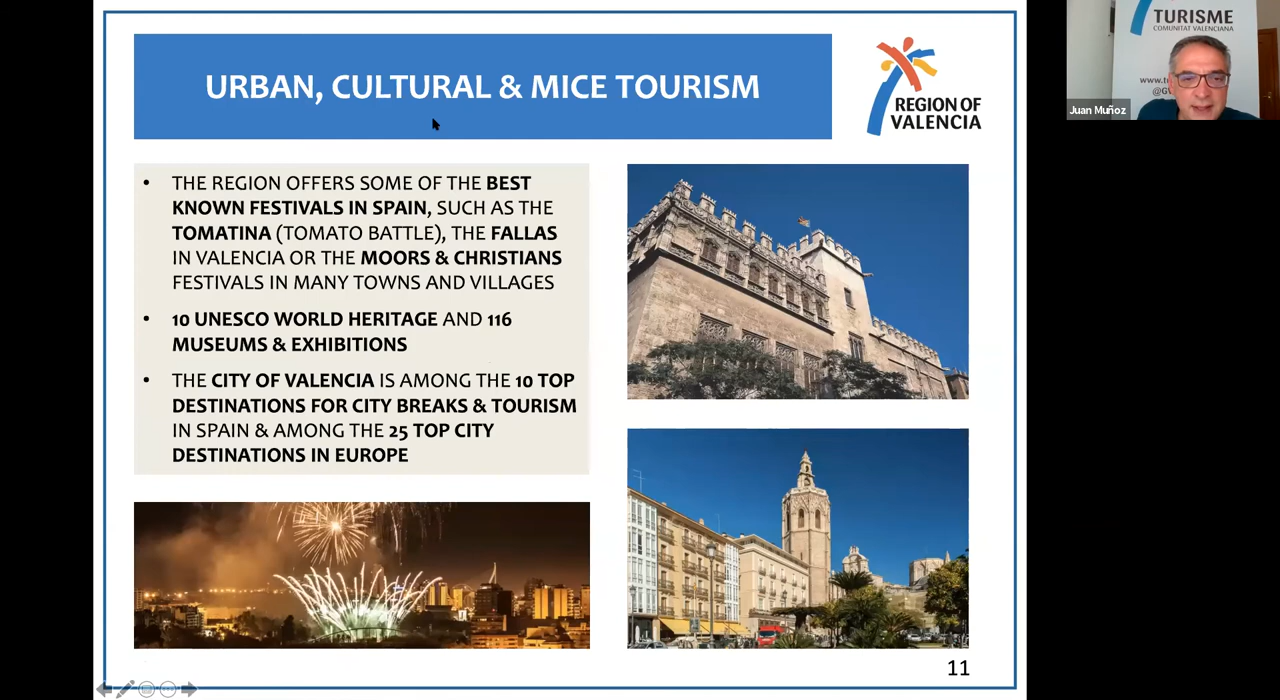 URBAN, CULTURAL & MICE TOURISM
REGION OF
VALENCIA
• THE REGION OFFERS SOME OF THE BEST
KNOWN FESTIVALS IN SPAIN, SUCH AS THE
TOMATINA (TOMATO BATTLE), THE FALLAS
IN VALENCIA OR THE MOORS & CHRISTIANS
FESTIVALS IN MANY TOWNS AND VILLAGES
• 10 UNESCO WORLD HERITAGE AND 116
MUSEUMS & EXHIBITIONS
• THE CITY OF VALENCIA IS AMONG THE 10 TOP
DESTINATIONS FOR CITY BREAKS & TOURISM
IN SPAIN & AMONG THE 25 TOP CITY
DESTINATIONS IN EUROPE
11
TURISME
COMUNITAT VALENCIANA
Juan Muñoz